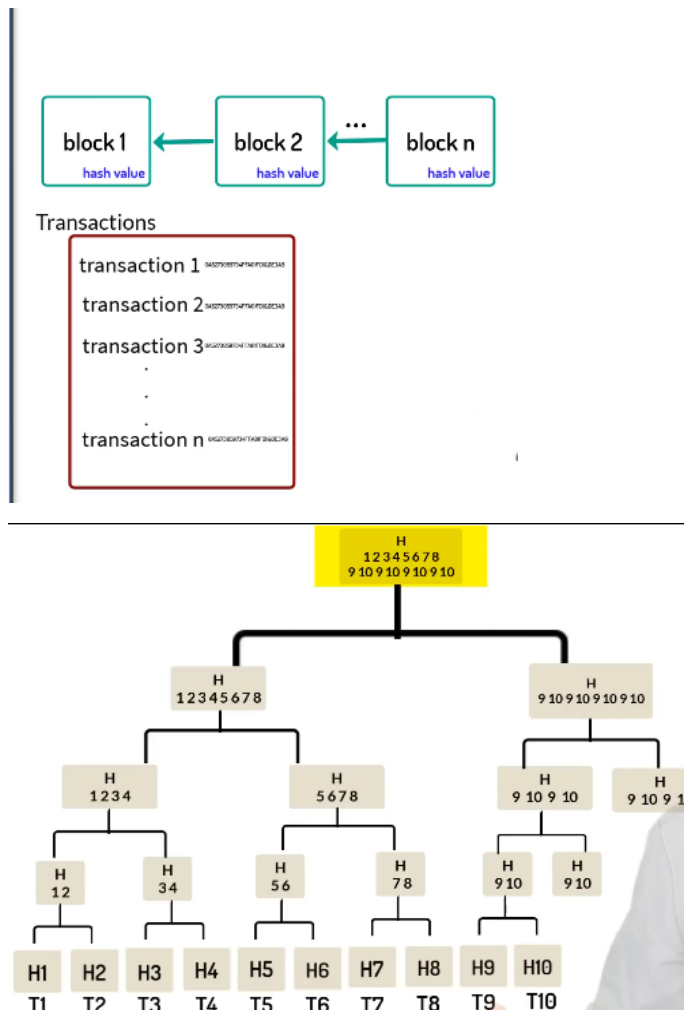 ...
block 1
block 2
block n
hash value
hash value
hash value
Transactions
transaction 1
transaction 2
transaction 3
.
.
.
transaction n
H
1 2 3 4 5 6 7 8
9 10 9 10 9 10 9 10
H
1 2 3 4 5 6 7 8
H
9 10 9 10 9 10 9 10
H
1 2 3 4
H
5 6 7 8
H
9 10 9 10
H
9 10 9 1
H
1 2
H
3 4
H
5 6
H
7 8
H
9 10
H
9 10
H1 H2 H3 H4 H5 H6 H7 H8 H9 H10
T1 T2 T3 T4 T5 T6 T7 T8 T9 T10